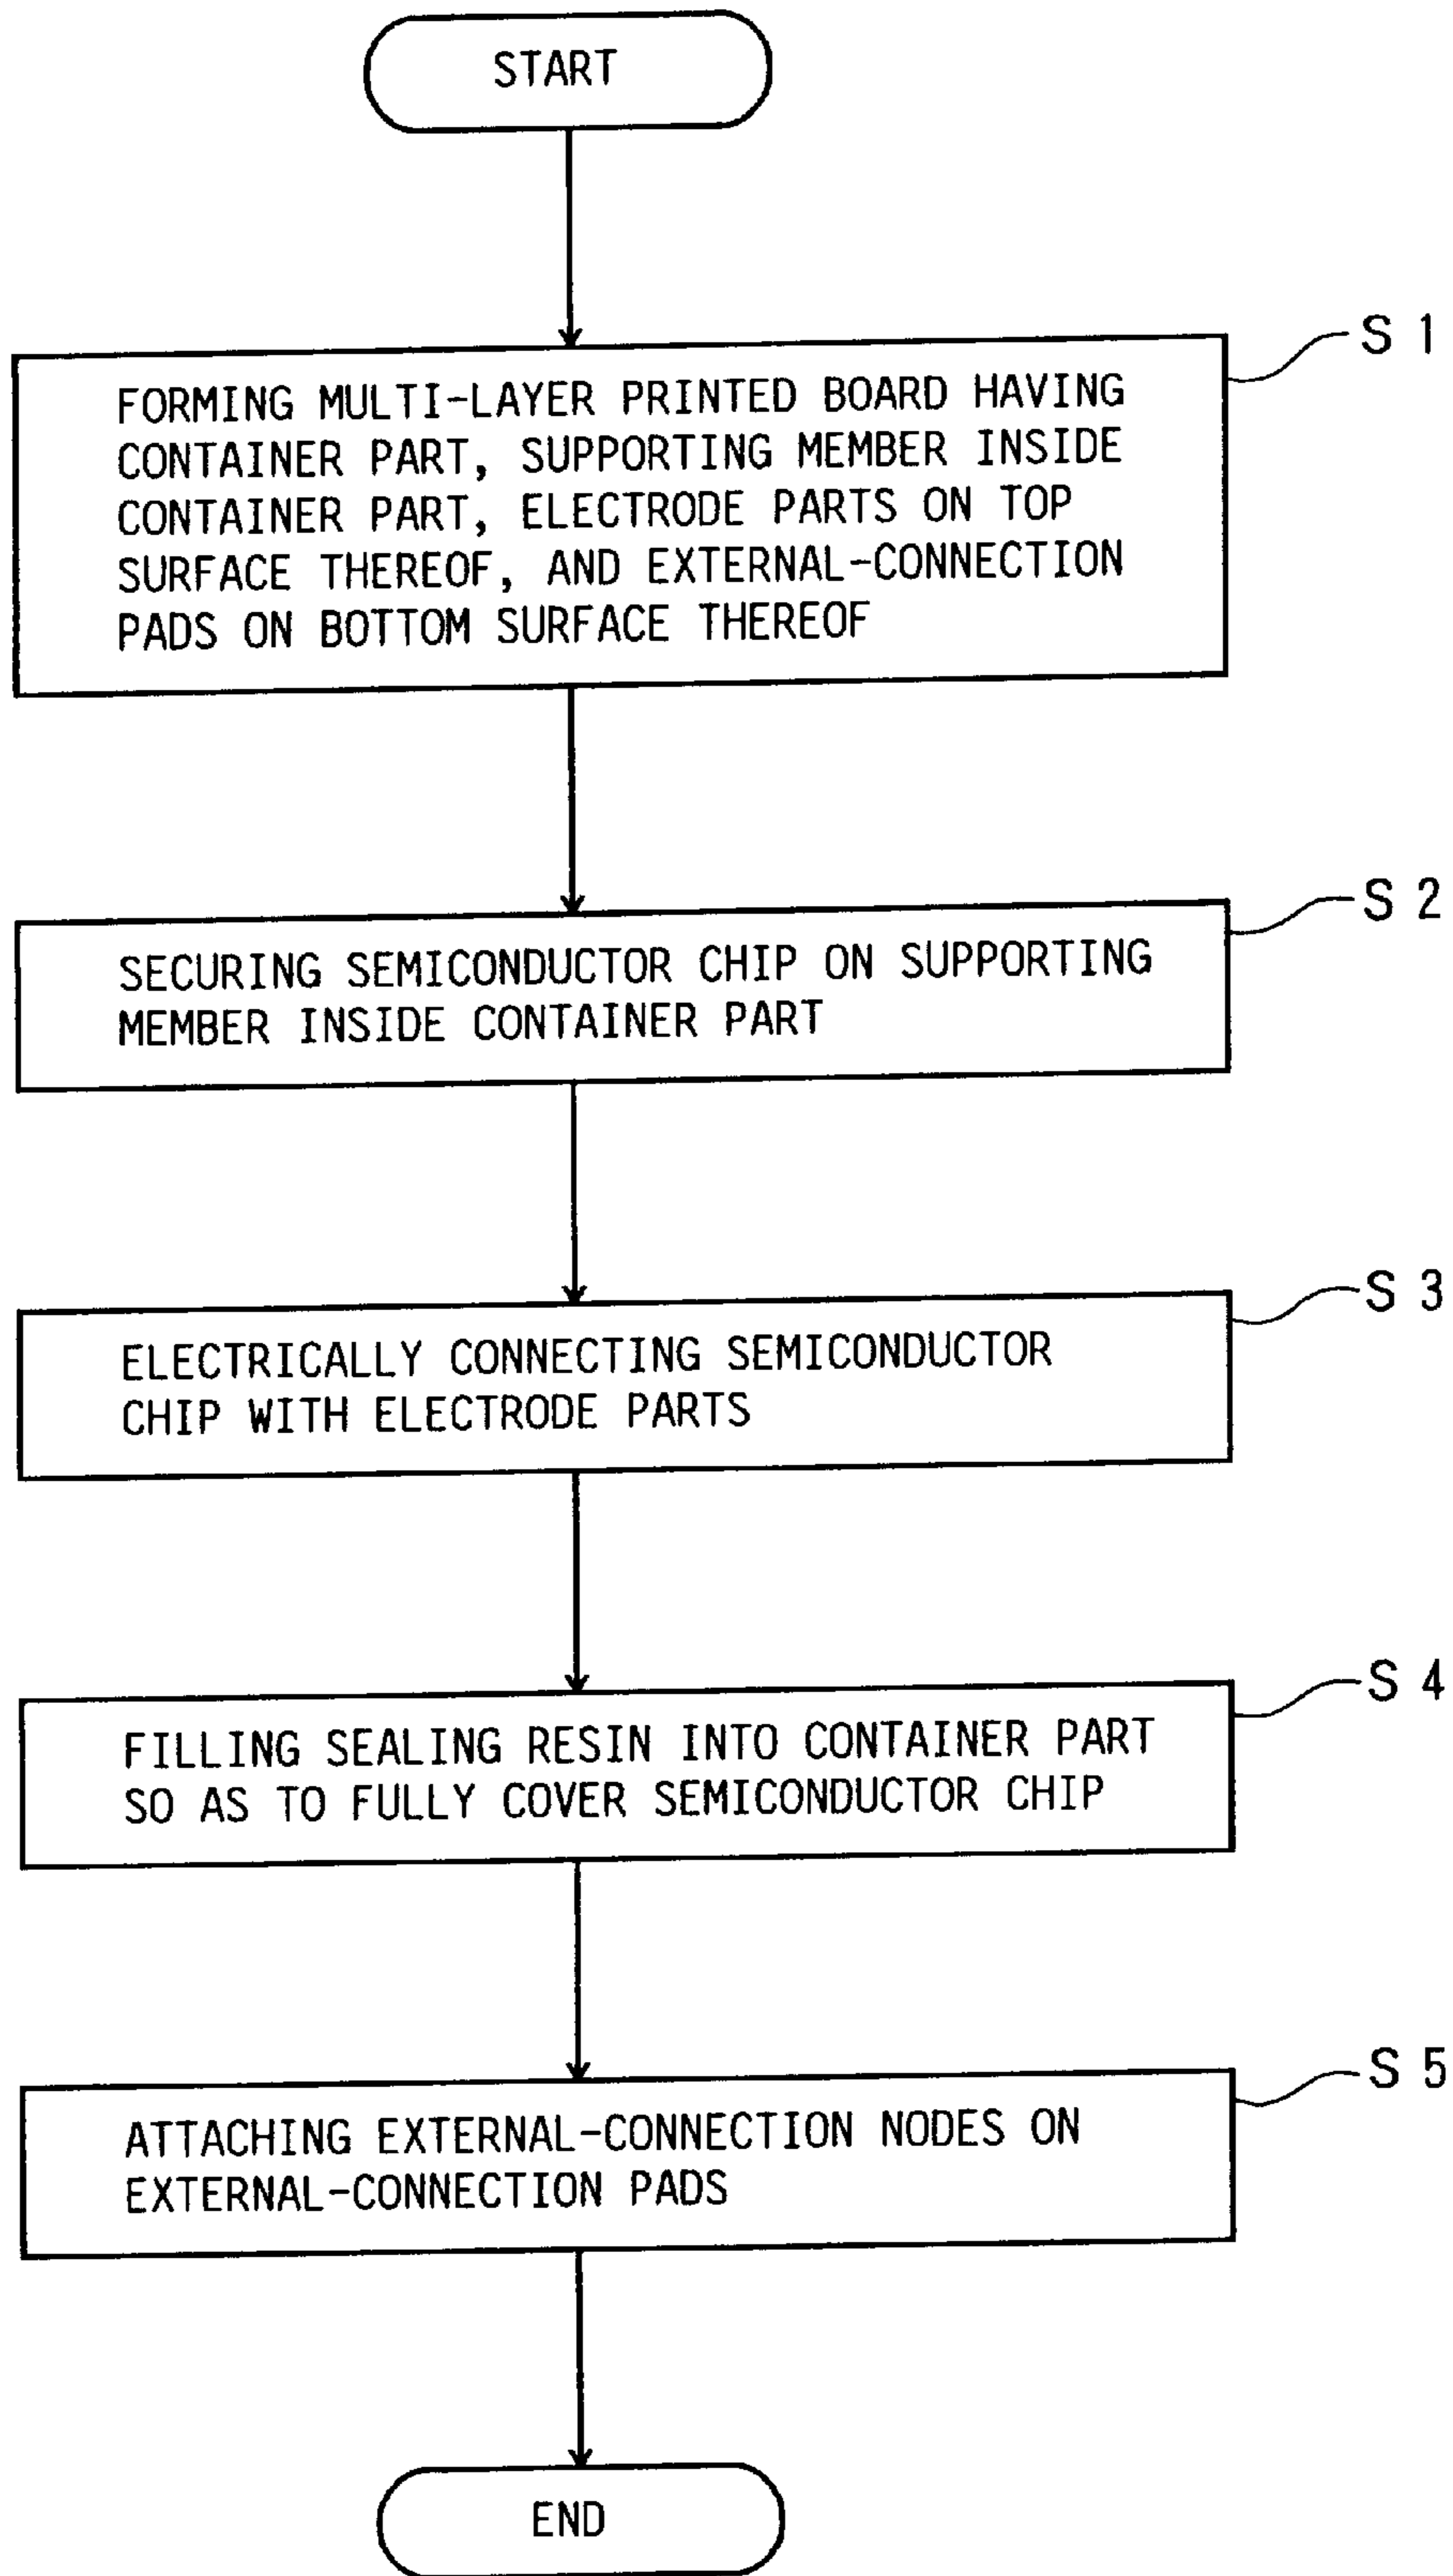 START
S 1
FORMING MULTI-LAYER PRINTED BOARD HAVING
CONTAINER PART, SUPPORTING MEMBER INSIDE
CONTAINER PART, ELECTRODE PARTS ON TOP
SURFACE THEREOF, AND EXTERNAL-CONNECTION
PADS ON BOTTOM SURFACE THEREOF
S 2
SECURING SEMICONDUCTOR CHIP ON SUPPORTING
MEMBER INSIDE CONTAINER PART
S 3
ELECTRICALLY CONNECTING SEMICONDUCTOR
CHIP WITH ELECTRODE PARTS
S 4
FILLING SEALING RESIN INTO CONTAINER PART
SO AS TO FULLY COVER SEMICONDUCTOR CHIP
S 5
ATTACHING EXTERNAL-CONNECTION NODES ON
EXTERNAL-CONNECTION PADS
END